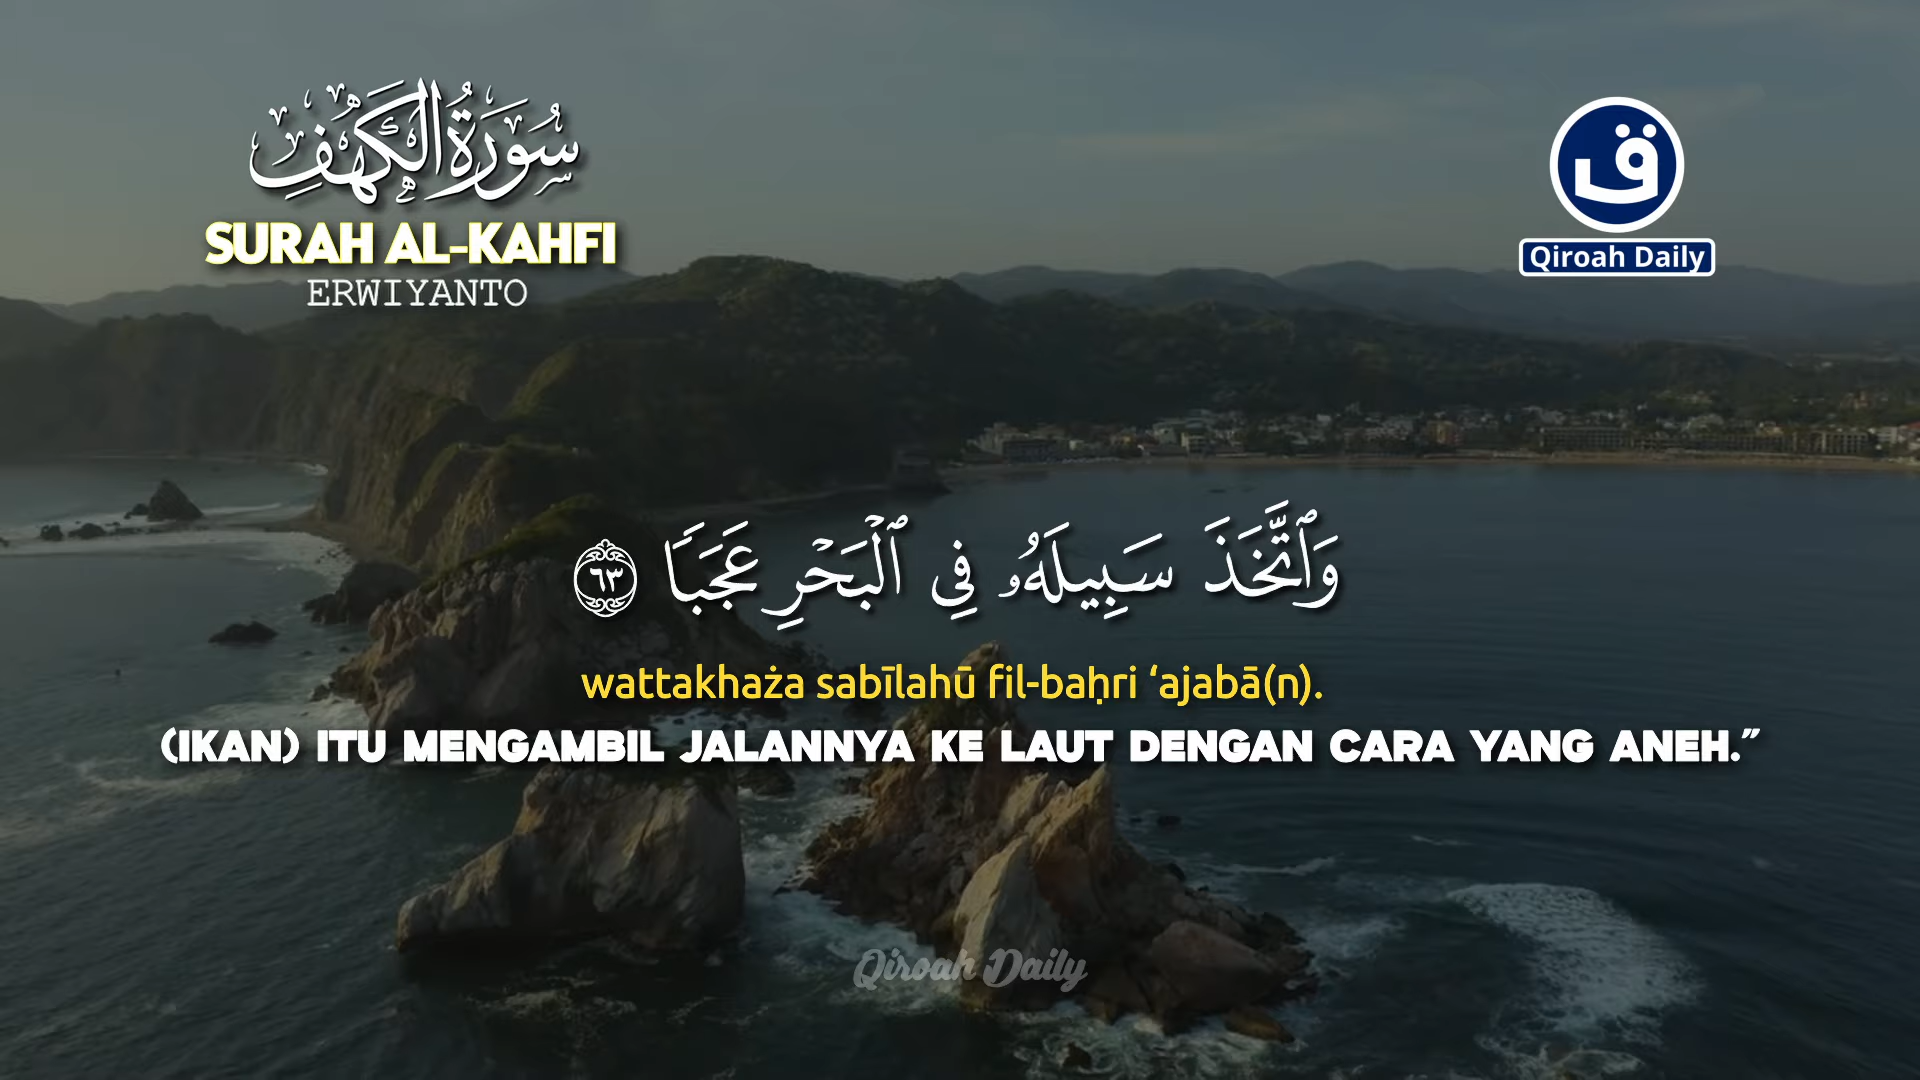 سُورَةُ الْكَهْفِ
SURAH AL-KAHFI
ERWIYANTO
ق
Qiroah Daily
وَٱتَّخَذَ سَبِيلَهُۥ فِى ٱلْبَحْرِ عَجَبًا ٦٣
wattakhaża sabīlahū fil-baḥri ‘ajabā(n).
(IKAN) ITU MENGAMBIL JALANNYA KE LAUT DENGAN CARA YANG ANEH.”
Qiroah Daily